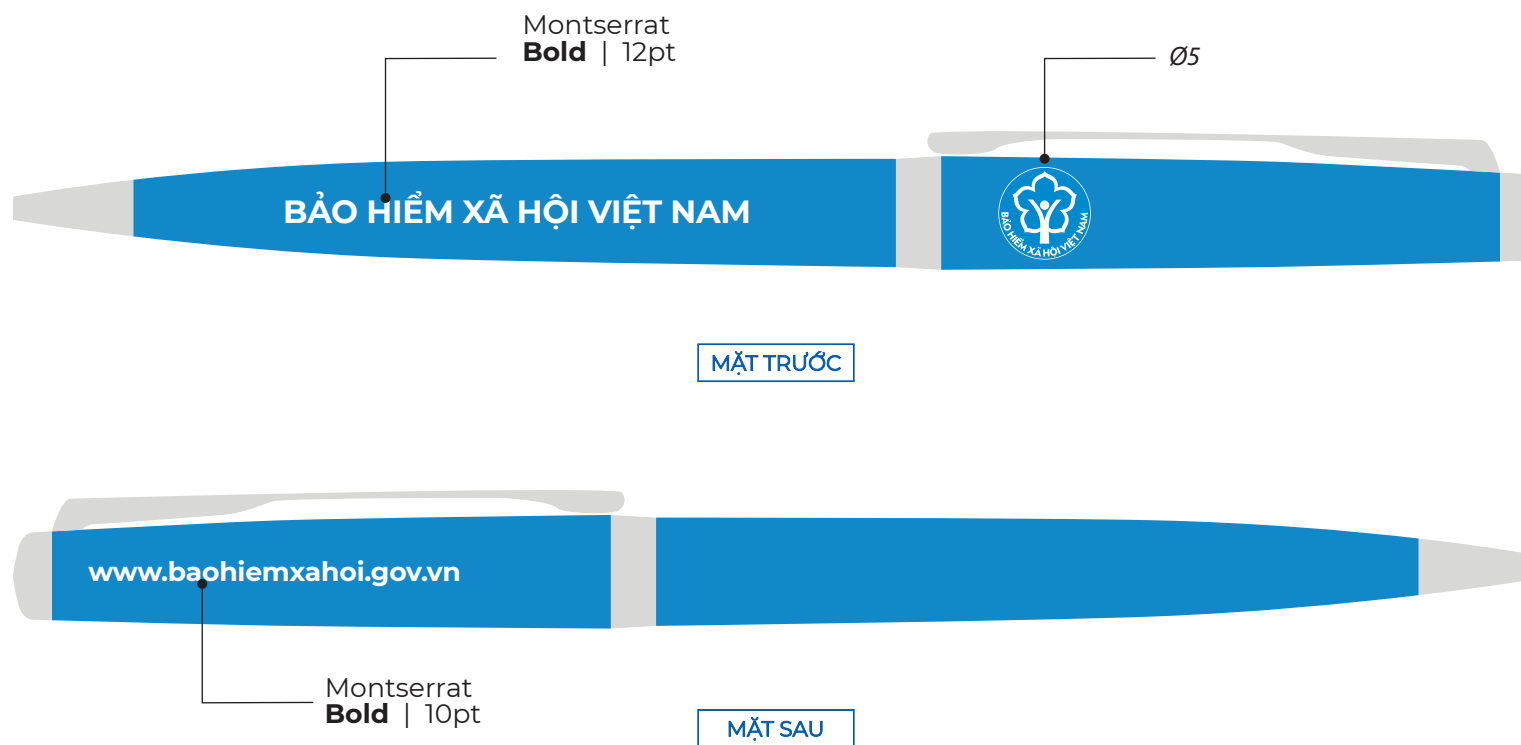 Montserrat
Bold | 12pt
Ø5
BẢO HIỂM XÃ HỘI VIỆT NAM
BẢO HIỂM XÃ HỘI VIỆT NAM
MẶT TRƯỚC
www.baohiemxahoi.gov.vn
Montserrat
Bold | 10pt
MẶT SAU